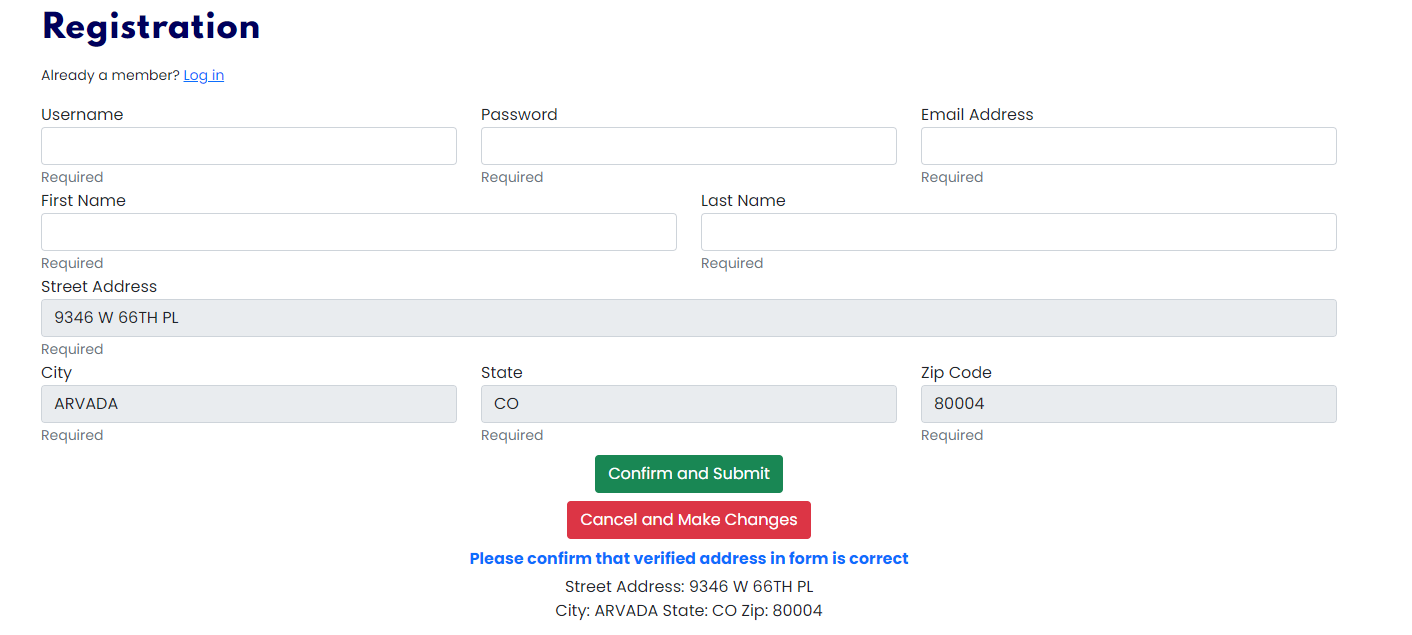 Registration
Already a member? Log in
Username Password Email Address
Required Required Required
First Name Last Name
Required Required
Street Address
9346 W 66TH PL
Required
City State Zip Code
ARVADA CO 80004
Required Required Required
Confirm and Submit
Cancel and Make Changes
Please confirm that verified address in form is correct
Street Address: 9346 W 66TH PL
City: ARVADA State: CO Zip: 80004